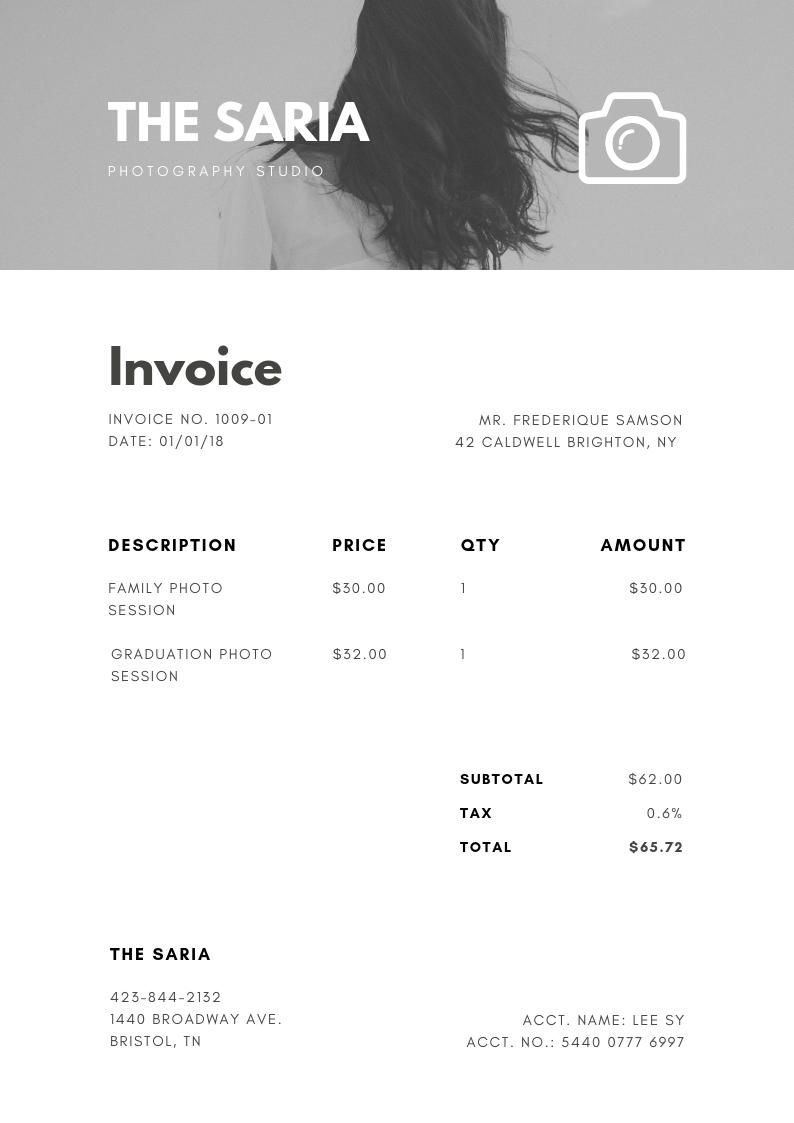 THE SARIA
PHOTOGRAPHY STUDIO
Invoice
INVOICE NO. 1009-01
DATE: 01/01/18
MR. FREDERIQUE SAMSON
42 CALDWELL BRIGHTON, NY
DESCRIPTION PRICE QTY AMOUNT
FAMILY PHOTO $30.00 1 $30.00
SESSION
GRADUATION PHOTO $32.00 1 $32.00
SESSION
SUBTOTAL $62.00
TAX 0.6%
TOTAL $65.72
THE SARIA
423-844-2132
1440 BROADWAY AVE.
BRISTOL, TN
ACCT. NAME: LEE SY
ACCT. NO.: 5440 0777 6997